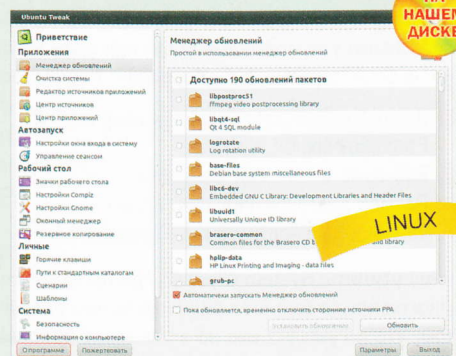 Ubuntu Tweak
НА
НАШЕМ
ДИСКЕ
Приветствие
Приложения
Менеджер обновлений
Очистка системы
Редактор источников приложений
Центр источников
Центр приложений
Автозапуск
Настройки окна входа в систему
Управление сеансом
Рабочий стол
Значки рабочего стола
Настройки Compiz
Настройки Gnome
Оконный менеджер
Резервное копирование
Личные
Горячие клавиши
Пути к стандартным каталогам
Сценарии
Шаблоны
Система
Безопасность
Информация о компьютере
О программе
Пожертвовать
Менеджер обновлений
Простой в использовании менеджер обновлений
Доступно 190 обновлений пакетов
libpostproc51
ffmpeg video postprocessing library
libqt4-sql
Qt 4 SQL module
logrotate
Log rotation utility
base-files
Debian base system miscellaneous files
libc6-dev
Embedded GNU C Library: Development Libraries and Header Files
libuuid1
Universally Unique ID library
brasero-common
Common files for the Brasero CD and library
hplip-data
HP Linux Printing and Imaging - data files
grub-pc
LINUX
Автоматически запускать Менеджер обновлений
Пока обновляется, временно отключить сторонние источники PPA
Установить обновления
Обновить
Параметры
Выход